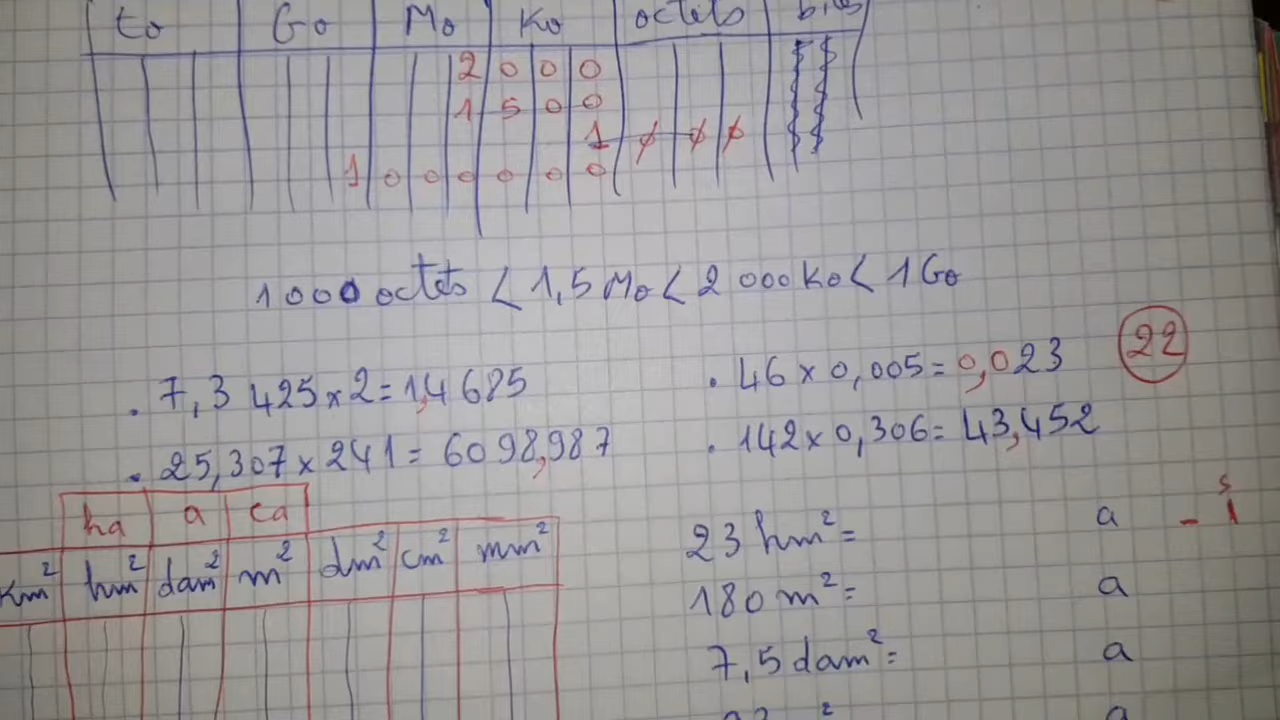 to Go Mo Ko octets bits
2 0 0 0
1 5 0 0
1 0 0 0
1 0 0 0 0 0 0
1000 octets < 1,5 Mo < 2 000 Ko < 1 Go
. 7,3 425 x 2 = 1,4 685
. 46 x 0,005 = 0,023
22
. 25,307 x 241 = 6098,987
. 142 x 0,306 = 43,452
ha a ca
Km² hm² dam² m² dm² cm² mm²
23 hm² = a
180 m² = a
7,5 dam² = a